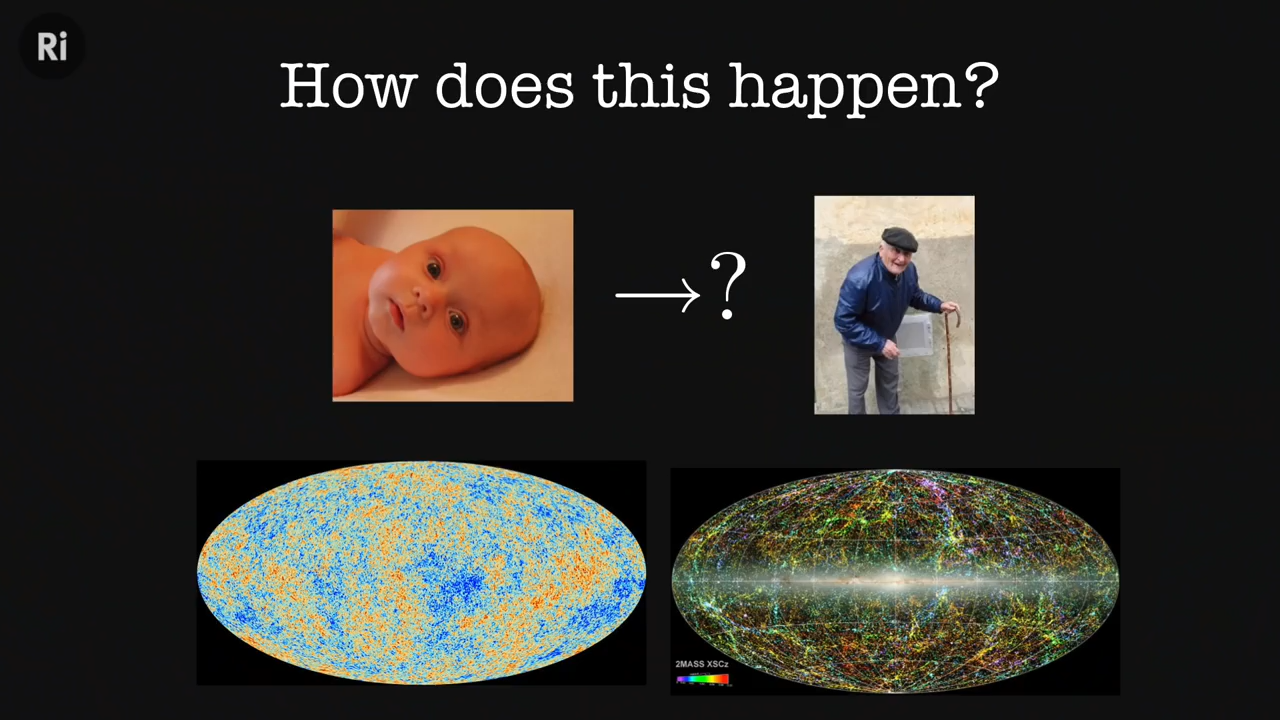 Ri
How does this happen?
→?
2MASS XSCz